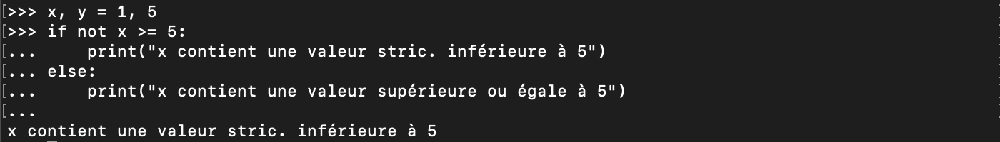 [>>> x, y = 1, 5
[>>> if not x >= 5:
[...     print("x contient une valeur stric. inférieure à 5")
[... else:
[...     print("x contient une valeur supérieure ou égale à 5")
[...
x contient une valeur stric. inférieure à 5